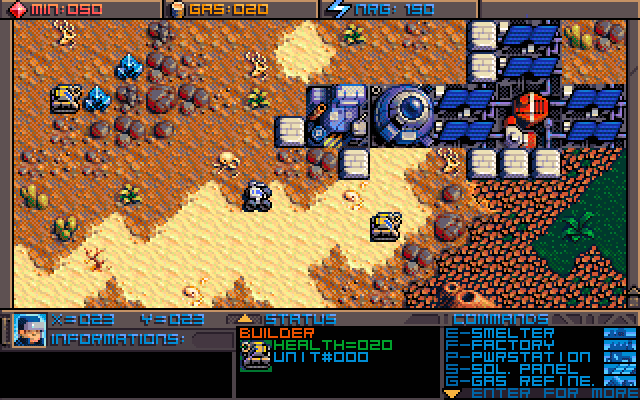 MIN:050 GAS:020 NRG: 150
X=023 Y=023 STATUS COMMANDS
INFORMATIONS:
BUILDER
HEALTH=020
UNIT#000
E-SMELTER
F-FACTORY
P-PWRSTATION
S-SOL. PANEL
G-GAS REFINE.
ENTER FOR MORE